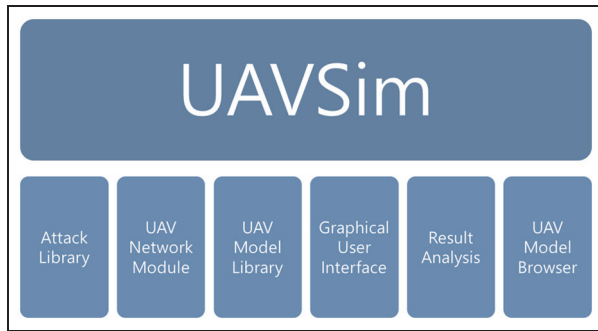 UAVSim
Attack
Library
UAV
Network
Module
UAV
Model
Library
Graphical
User
Interface
Result
Analysis
UAV
Model
Browser